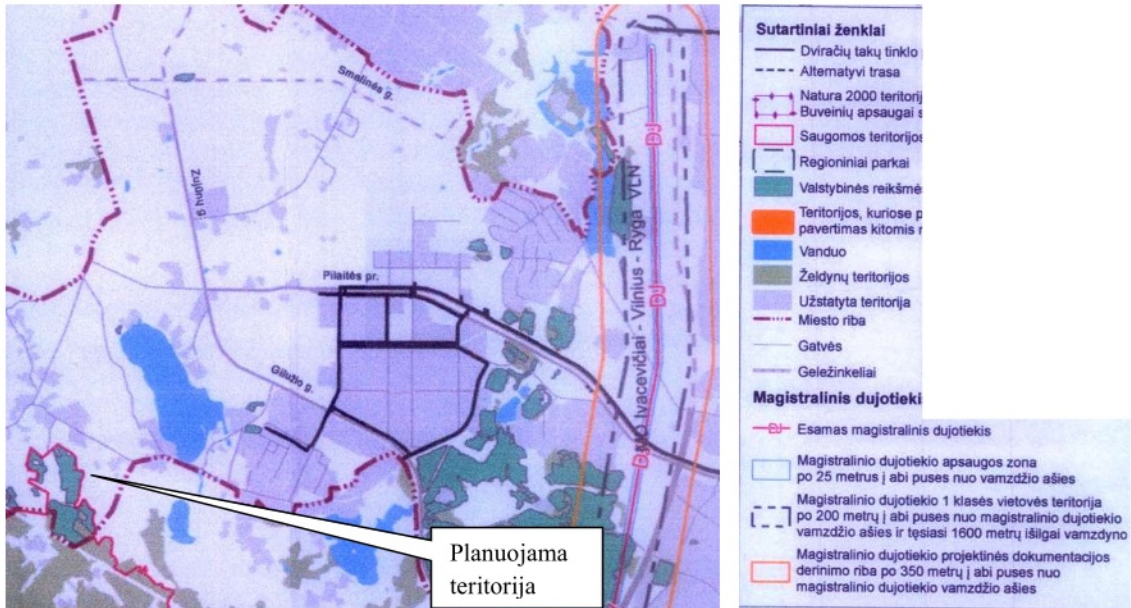 Smalinės g.
Zujūnų g.
Pilaitės pr.
Gilužio g.
DJ
DJ
DJ
MD Ivacevičiai - Vilnius - Ryga VLN
Planuojama
teritorija
Sutartiniai ženklai
Dviračių takų tinklo
Alternatyvi trasa
Natura 2000 teritorij
Buveinių apsaugai s
Saugomos teritorijos
Regioniniai parkai
Valstybinės reikšmė
Teritorijos, kuriose p
pavertimas kitomis
Vanduo
Želdynų teritorijos
Užstatyta teritorija
Miesto riba
Gatvės
Geležinkeliai
Magistralinis dujotieki
DJ Esamas magistralinis dujotiekis
Magistralinio dujotiekio apsaugos zona
po 25 metrus į abi puses nuo vamzdžio ašies
Magistralinio dujotiekio 1 klasės vietovės teritorija
po 200 metrų į abi puses nuo magistralinio dujotiekio
vamzdžio ašies ir tęsiasi 1600 metrų išilgai vamzdyno
Magistralinio dujotiekio projektinės dokumentacijos
derinimo riba po 350 metrų į abi puses nuo
magistralinio dujotiekio vamzdžio ašies